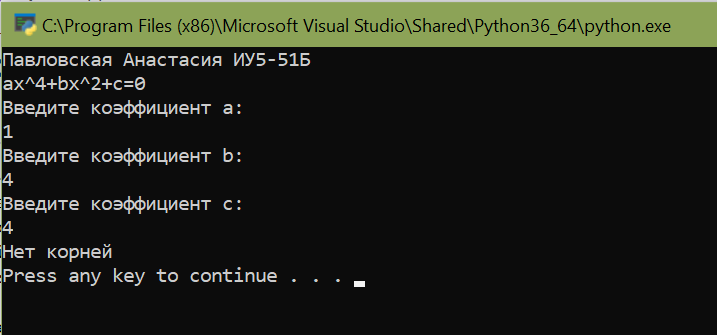 C:\Program Files (x86)\Microsoft Visual Studio\Shared\Python36_64\python.exe
Павловская Анастасия ИУ5-51Б
ax^4+bx^2+c=0
Введите коэффициент a:
1
Введите коэффициент b:
4
Введите коэффициент c:
4
Нет корней
Press any key to continue . . .